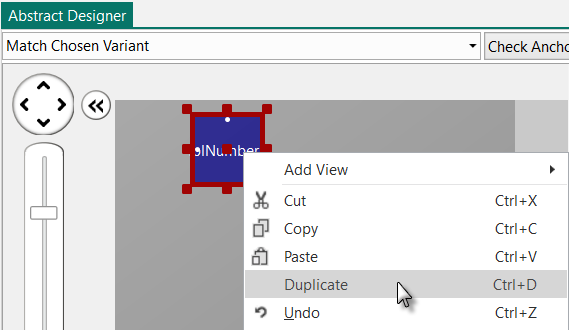 Abstract Designer
Match Chosen Variant
Check Ancho
olNumber
Add View
Cut Ctrl+X
Copy Ctrl+C
Paste Ctrl+V
Duplicate Ctrl+D
Undo Ctrl+Z